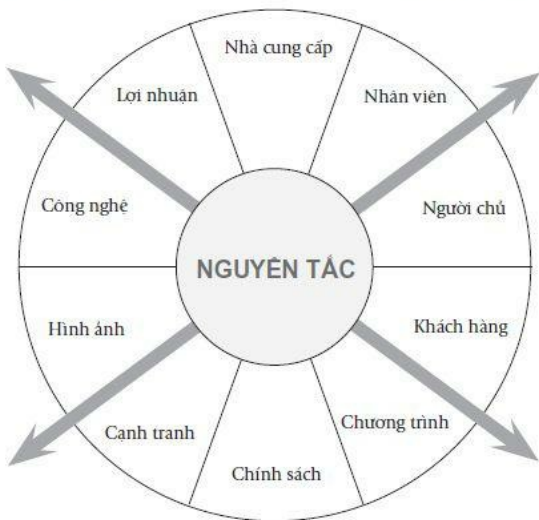 Nhà cung cấp
Lợi nhuận
Nhân viên
Công nghệ
Người chủ
NGUYÊN TẮC
Hình ảnh
Khách hàng
Cạnh tranh
Chương trình
Chính sách